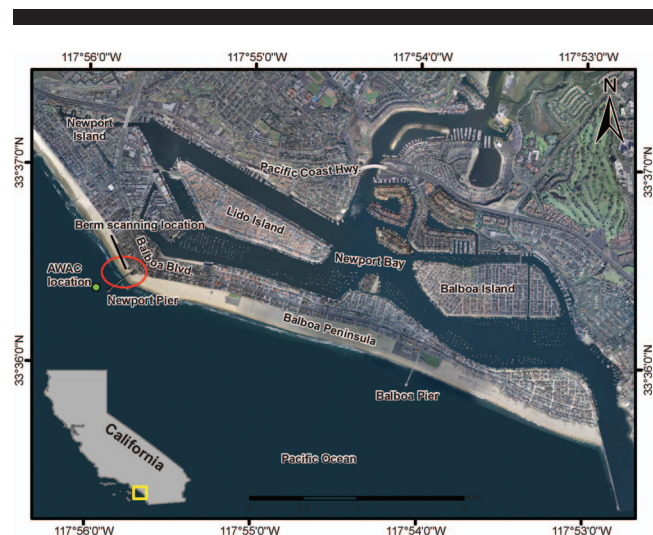 117°56'0"W 117°55'0"W 117°54'0"W 117°53'0"W
N
Newport
Island
33°37'0"N
33°37'0"N
Pacific Coast Hwy.
Lido Island
Berm scanning location
Balboa Blvd.
Newport Bay
AWAC
location
Balboa Island
Newport Pier
Balboa Peninsula
33°36'0"N
33°36'0"N
Balboa Pier
California
Pacific Ocean
117°56'0"W 117°55'0"W 117°54'0"W 117°53'0"W